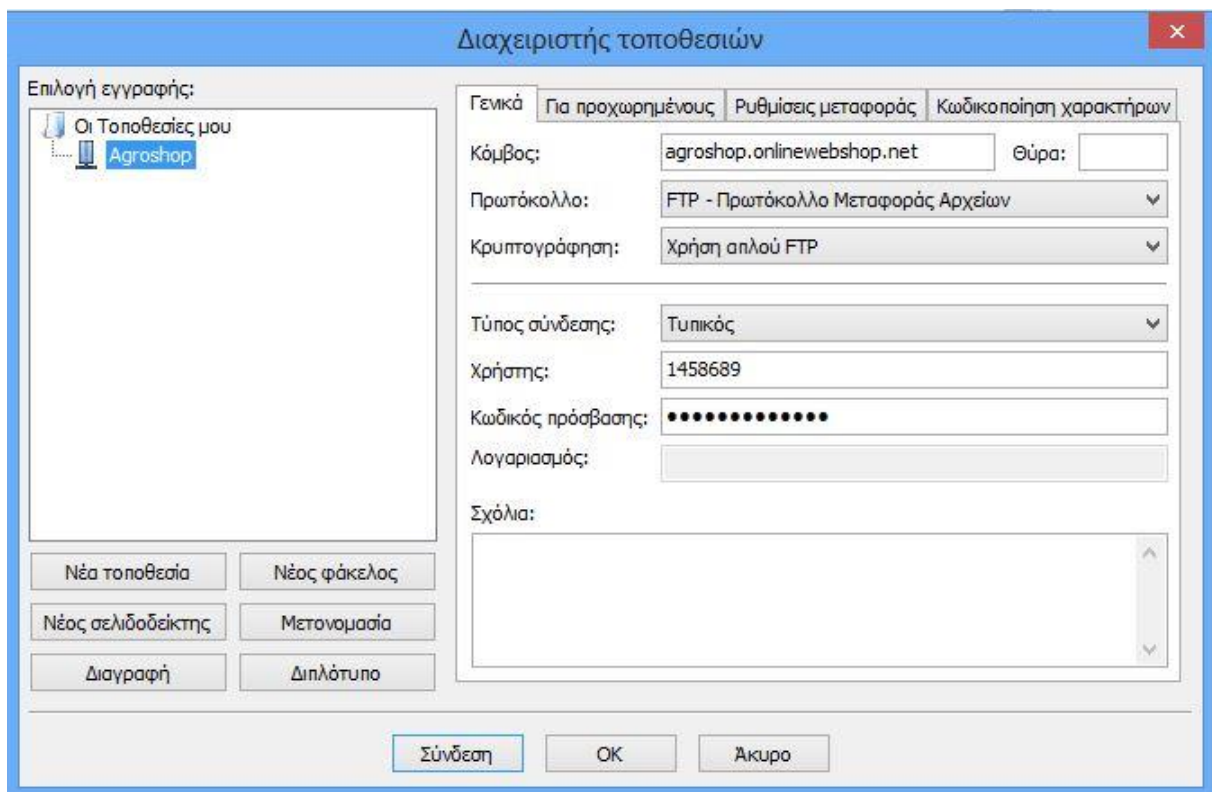 Διαχειριστής τοποθεσιών
Επιλογή εγγραφής:
Οι Τοποθεσίες μου
Agroshop
Νέα τοποθεσία Νέος φάκελος
Νέος σελιδοδείκτης Μετονομασία
Διαγραφή Διπλότυπο
Γενικά Για προχωρημένους Ρυθμίσεις μεταφοράς Κωδικοποίηση χαρακτήρων
Κόμβος: agroshop.onlinewebshop.net Θύρα:
Πρωτόκολλο: FTP - Πρωτόκολλο Μεταφοράς Αρχείων
Κρυπτογράφηση: Χρήση απλού FTP
Τύπος σύνδεσης: Τυπικός
Χρήστης: 1458689
Κωδικός πρόσβασης: ●●●●●●●●●●●●●
Λογαριασμός:
Σχόλια:
Σύνδεση OK Άκυρο